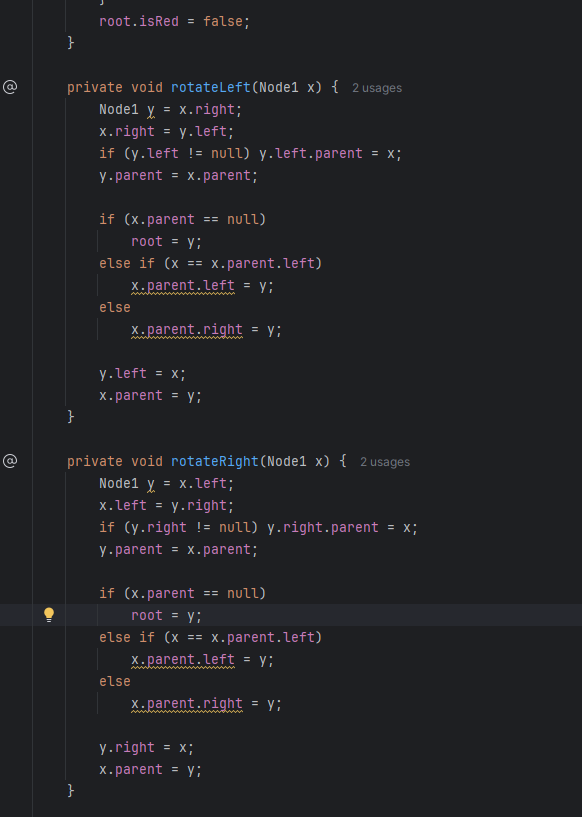 }
root.isRed = false;
}
private void rotateLeft(Node1 x) { 2 usages
Node1 y = x.right;
x.right = y.left;
if (y.left != null) y.left.parent = x;
y.parent = x.parent;
if (x.parent == null)
root = y;
else if (x == x.parent.left)
x.parent.left = y;
else
x.parent.right = y;
y.left = x;
x.parent = y;
}
private void rotateRight(Node1 x) { 2 usages
Node1 y = x.left;
x.left = y.right;
if (y.right != null) y.right.parent = x;
y.parent = x.parent;
if (x.parent == null)
root = y;
else if (x == x.parent.left)
x.parent.left = y;
else
x.parent.right = y;
y.right = x;
x.parent = y;
}